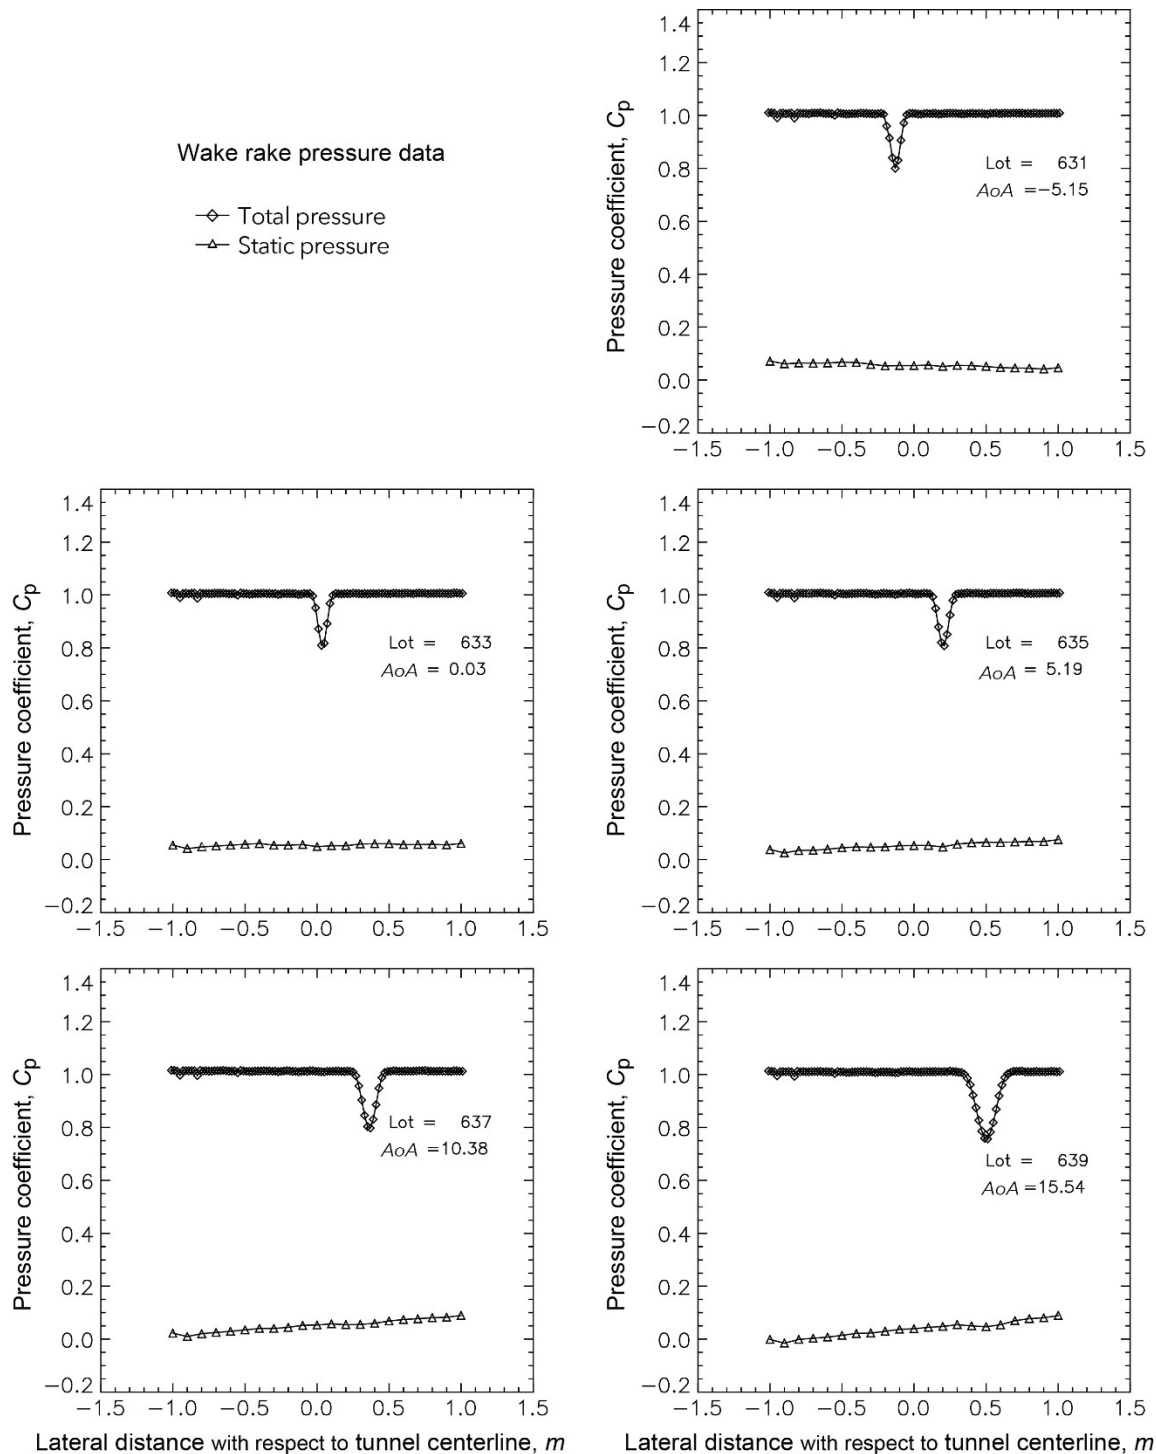 Wake rake pressure data
Total pressure
Static pressure
Pressure coefficient, Cp
1.4
1.2
1.0
0.8
0.6
0.4
0.2
0.0
−0.2
−1.5 −1.0 −0.5 0.0 0.5 1.0 1.5
Lot = 631
AoA =−5.15
Pressure coefficient, Cp
1.4
1.2
1.0
0.8
0.6
0.4
0.2
0.0
−0.2
−1.5 −1.0 −0.5 0.0 0.5 1.0 1.5
Lot = 633
AoA = 0.03
Pressure coefficient, Cp
1.4
1.2
1.0
0.8
0.6
0.4
0.2
0.0
−0.2
−1.5 −1.0 −0.5 0.0 0.5 1.0 1.5
Lot = 635
AoA = 5.19
Pressure coefficient, Cp
1.4
1.2
1.0
0.8
0.6
0.4
0.2
0.0
−0.2
−1.5 −1.0 −0.5 0.0 0.5 1.0 1.5
Lot = 637
AoA =10.38
Lateral distance with respect to tunnel centerline, m
Pressure coefficient, Cp
1.4
1.2
1.0
0.8
0.6
0.4
0.2
0.0
−0.2
−1.5 −1.0 −0.5 0.0 0.5 1.0 1.5
Lot = 639
AoA =15.54
Lateral distance with respect to tunnel centerline, m